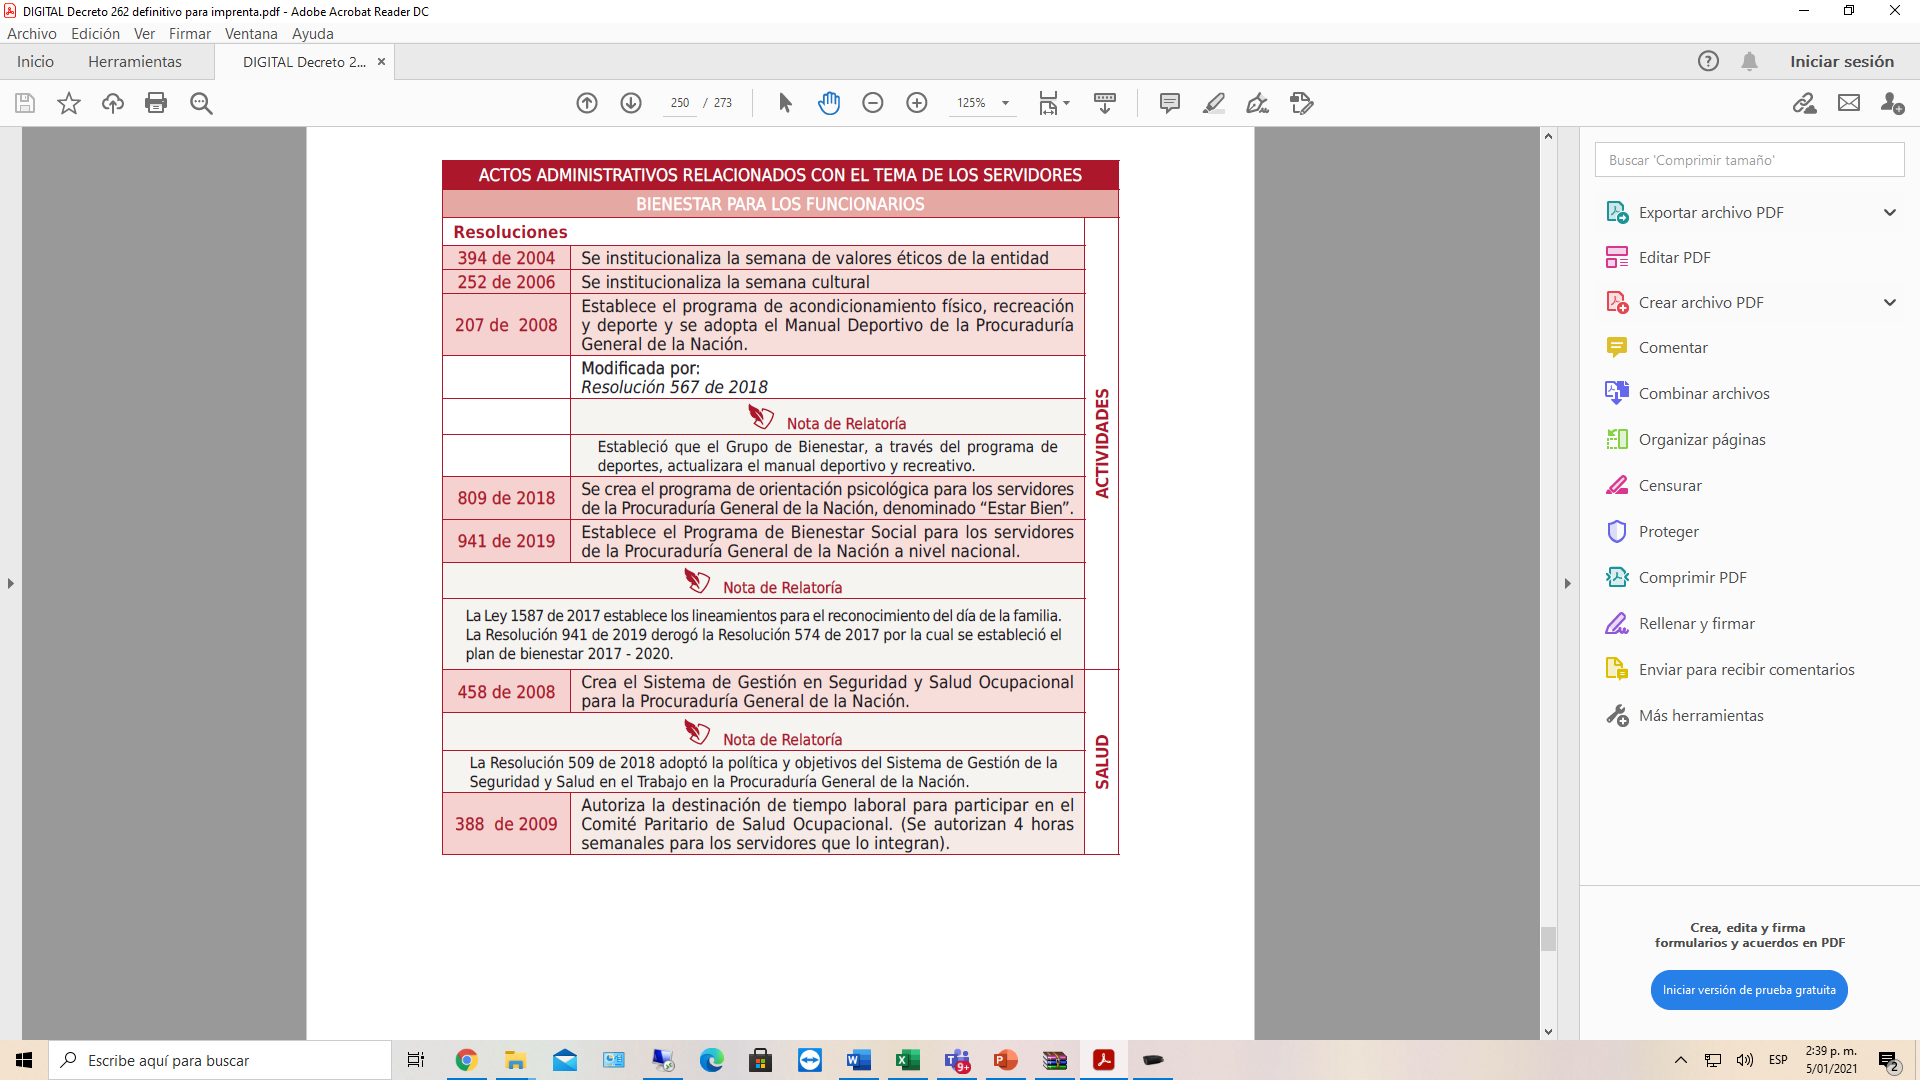 DIGITAL Decreto 262 definitivo para imprenta.pdf - Adobe Acrobat Reader DC
Archivo Edición Ver Firmar Ventana Ayuda
Inicio Herramientas DIGITAL Decreto 2... × Iniciar sesión
250 / 273 125%
ACTOS ADMINISTRATIVOS RELACIONADOS CON EL TEMA DE LOS SERVIDORES
BIENESTAR PARA LOS FUNCIONARIOS
Resoluciones
394 de 2004 Se institucionaliza la semana de valores éticos de la entidad
252 de 2006 Se institucionaliza la semana cultural
207 de 2008 Establece el programa de acondicionamiento físico, recreación
y deporte y se adopta el Manual Deportivo de la Procuraduría
General de la Nación.
Modificada por:
Resolución 567 de 2018
Nota de Relatoría
Estableció que el Grupo de Bienestar, a través del programa de
deportes, actualizara el manual deportivo y recreativo.
809 de 2018 Se crea el programa de orientación psicológica para los servidores
de la Procuraduría General de la Nación, denominado “Estar Bien”.
941 de 2019 Establece el Programa de Bienestar Social para los servidores
de la Procuraduría General de la Nación a nivel nacional.
Nota de Relatoría
La Ley 1587 de 2017 establece los lineamientos para el reconocimiento del día de la familia.
La Resolución 941 de 2019 derogó la Resolución 574 de 2017 por la cual se estableció el
plan de bienestar 2017 - 2020.
ACTIVIDADES
458 de 2008 Crea el Sistema de Gestión en Seguridad y Salud Ocupacional
para la Procuraduría General de la Nación.
Nota de Relatoría
La Resolución 509 de 2018 adoptó la política y objetivos del Sistema de Gestión de la
Seguridad y Salud en el Trabajo en la Procuraduría General de la Nación.
388 de 2009 Autoriza la destinación de tiempo laboral para participar en el
Comité Paritario de Salud Ocupacional. (Se autorizan 4 horas
semanales para los servidores que lo integran).
SALUD
Buscar 'Comprimir tamaño'
Exportar archivo PDF
Editar PDF
Crear archivo PDF
Comentar
Combinar archivos
Organizar páginas
Censurar
Proteger
Comprimir PDF
Rellenar y firmar
Enviar para recibir comentarios
Más herramientas
Crea, edita y firma
formularios y acuerdos en PDF
Iniciar versión de prueba gratuita
Escribe aquí para buscar
9+
ESP
2:39 p. m.
5/01/2021
2